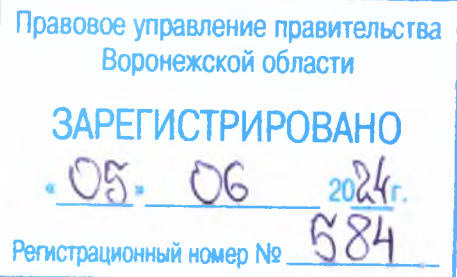 Правовое управление правительства
Воронежской области
ЗАРЕГИСТРИРОВАНО
« 05 » 06 2024г.
Регистрационный номер № 584